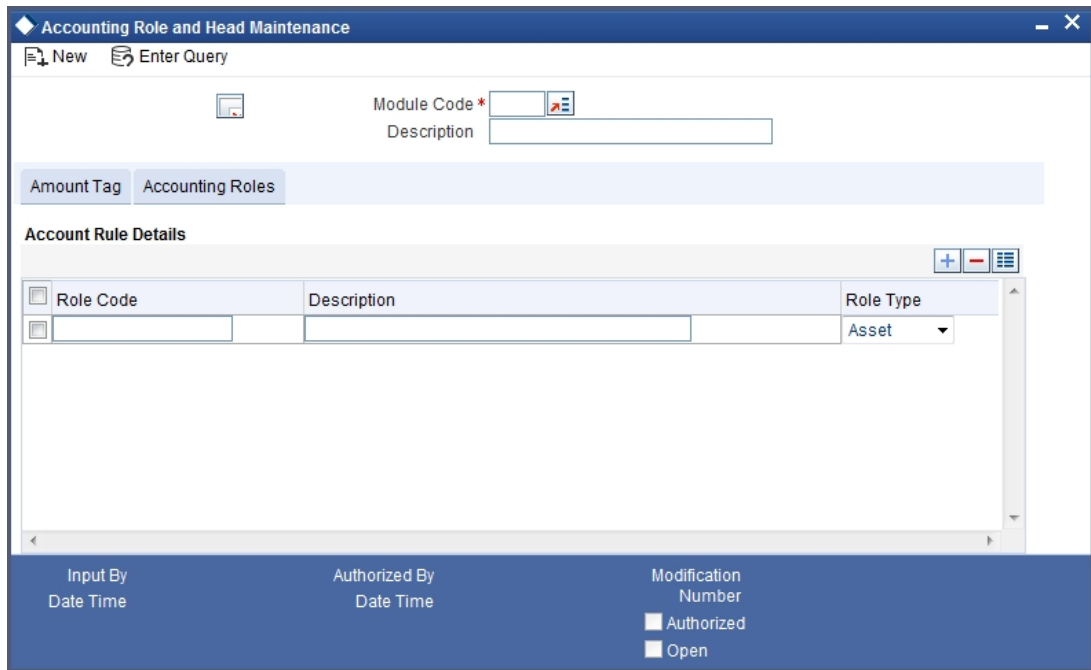 Accounting Role and Head Maintenance
New Enter Query
Module Code *
Description
Amount Tag Accounting Roles
Account Rule Details
Role Code Description Role Type
Asset
Input By Authorized By Modification
Number
Date Time Date Time
Authorized
Open